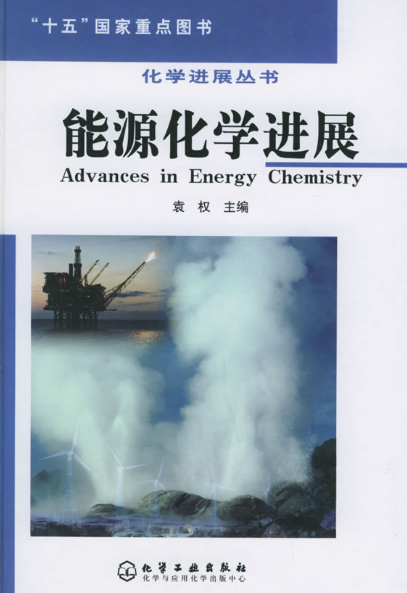 “十五”国家重点图书
化学进展丛书
能源化学进展
Advances in Energy Chemistry
袁 权 主编
化学工业出版社
化学与应用化学出版中心